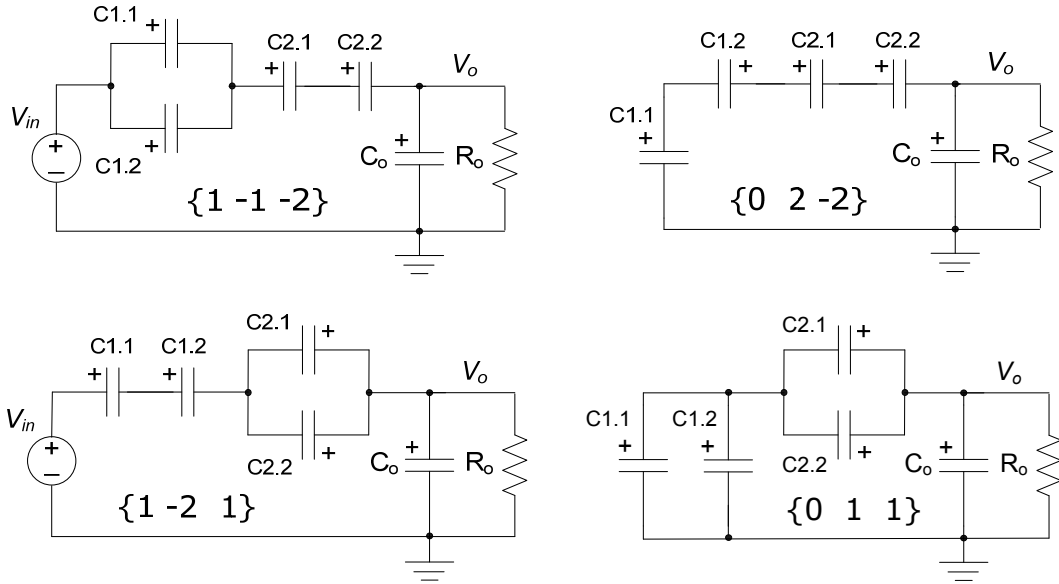 C1.1
+
C2.1
C2.2
+
+
V_o
V_in
+
−
+
C1.2
+
C_o
R_o
{1 -1 -2}
C1.2
C2.1
C2.2
+
+
+
V_o
C1.1
+
+
C_o
R_o
{0 2 -2}
C1.1
C1.2
+
+
C2.1
+
V_o
V_in
+
−
+
C2.2
+
C_o
R_o
{1 -2 1}
C2.1
+
V_o
C1.1
+
C1.2
+
+
C2.2
+
C_o
R_o
{0 1 1}